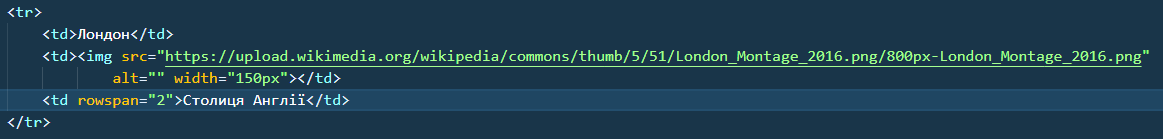 <tr>
<td>Лондон</td>
<td><img src="https://upload.wikimedia.org/wikipedia/commons/thumb/5/51/London_Montage_2016.png/800px-London_Montage_2016.png"
alt="" width="150px"></td>
<td rowspan="2">Столиця Англії</td>
</tr>